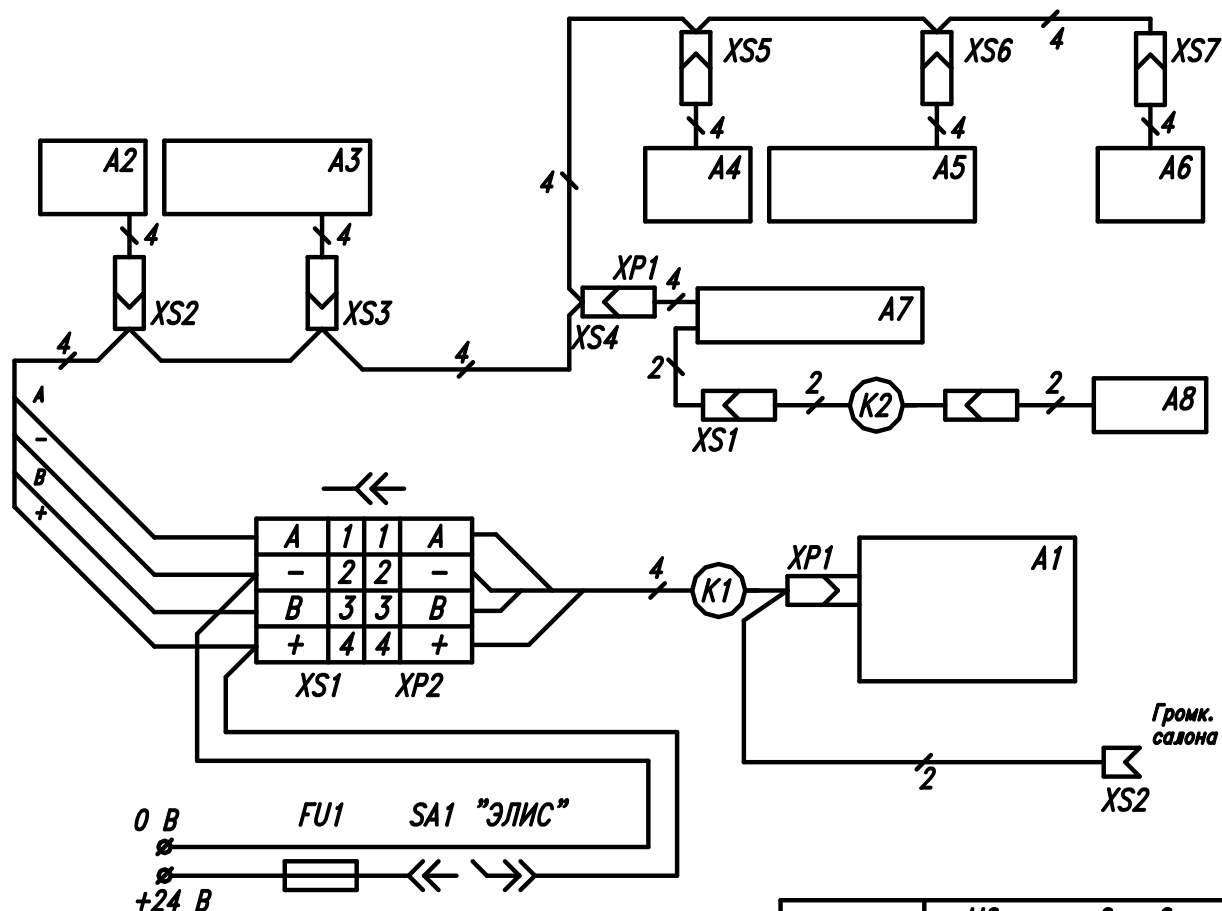 XS5
XS6
4
XS7
A2
A3
4
4
4
A4
A5
A6
4
4
4
XP1
4
XS2
XS3
XS4
A7
4
4
2
2
K2
2
A8
XS1
А
-
В
+
А 1 1 А
- 2 2 -
В 3 3 В
+ 4 4 +
XS1 XP2
4
K1
XP1
A1
Громк.
салона
2
XS2
0 В
FU1 SA1 "ЭЛИС"
+24 В